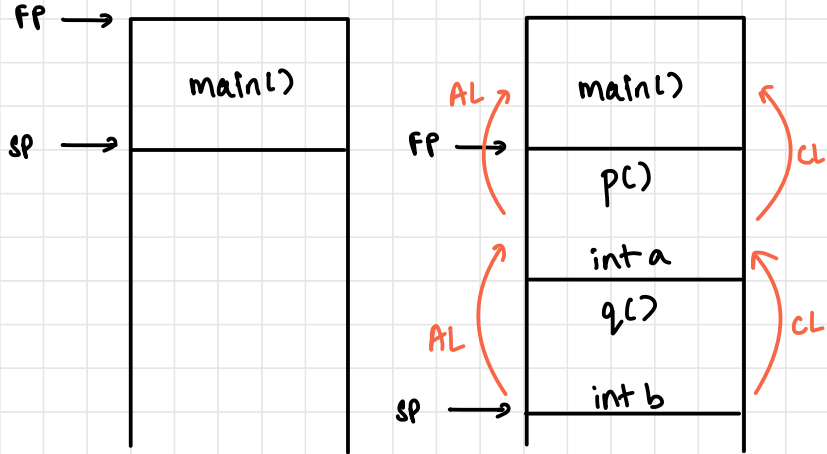 FP
main()
SP
AL
main()
CL
FP
p()
int a
AL
q()
CL
SP
int b